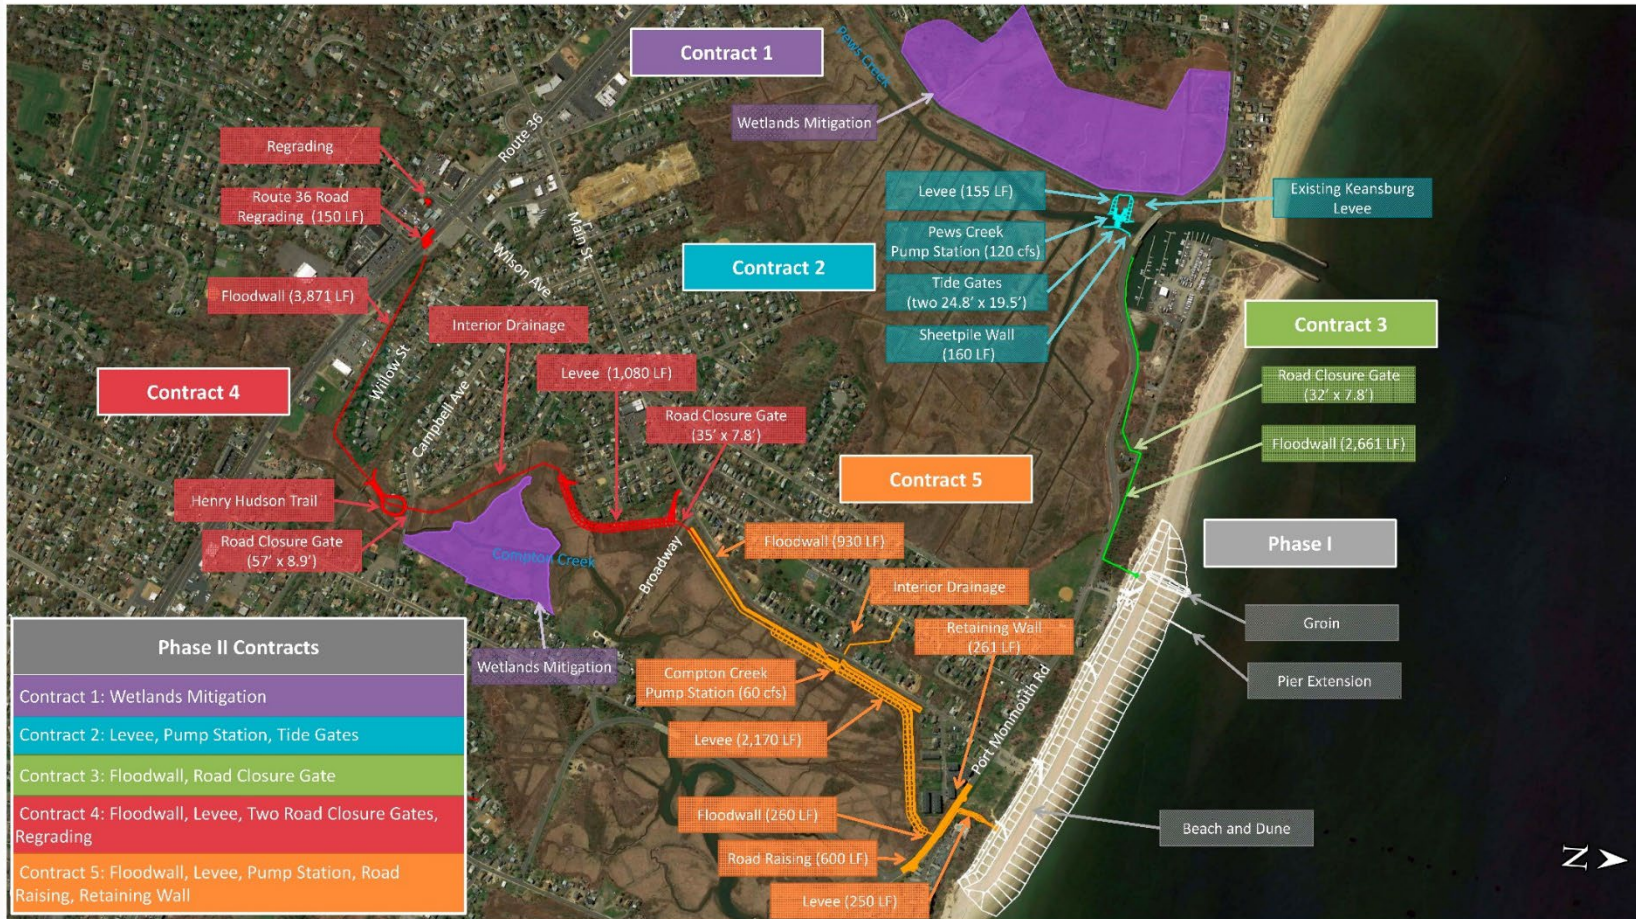 Contract 1
Pews Creek
Wetlands Mitigation
Regrading
Route 36
Route 36 Road
Regrading (150 LF)
Levee (155 LF)
Existing Keansburg
Levee
Main St
Wilson Ave
Pews Creek
Pump Station (120 cfs)
Contract 2
Floodwall (3,871 LF)
Tide Gates
(two 24.8’ x 19.5’)
Interior Drainage
Sheetpile Wall
(160 LF)
Contract 3
Willow St
Levee (1,080 LF)
Contract 4
Campbell Ave
Road Closure Gate
(32’ x 7.8’)
Road Closure Gate
(35’ x 7.8’)
Floodwall (2,661 LF)
Contract 5
Henry Hudson Trail
Road Closure Gate
(57’ x 8.9’)
Compton Creek
Broadway
Floodwall (930 LF)
Phase I
Interior Drainage
Groin
Retaining Wall
(261 LF)
Wetlands Mitigation
Compton Creek
Pump Station (60 cfs)
Pier Extension
Port Monmouth Rd
Levee (2,170 LF)
Floodwall (260 LF)
Beach and Dune
Road Raising (600 LF)
Levee (250 LF)
N
Phase II Contracts
Contract 1: Wetlands Mitigation
Contract 2: Levee, Pump Station, Tide Gates
Contract 3: Floodwall, Road Closure Gate
Contract 4: Floodwall, Levee, Two Road Closure Gates,
Regrading
Contract 5: Floodwall, Levee, Pump Station, Road
Raising, Retaining Wall